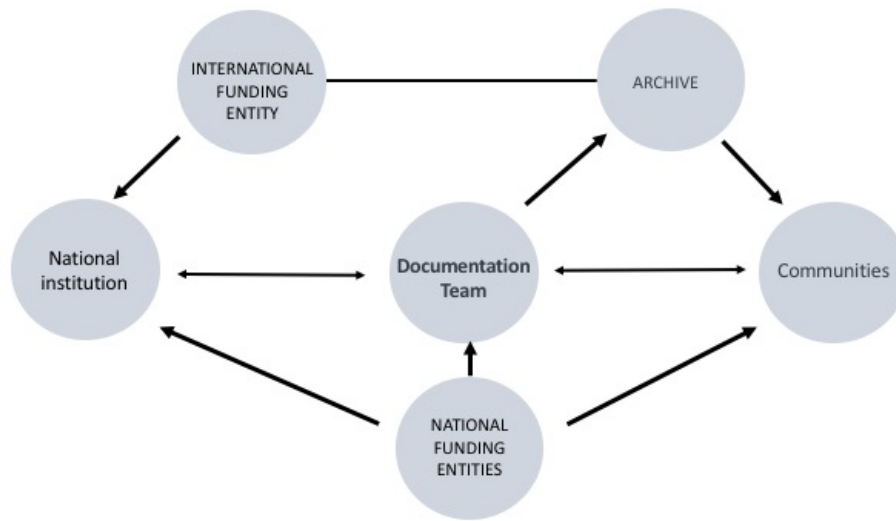 INTERNATIONAL
FUNDING
ENTITY
ARCHIVE
National
institution
Documentation
Team
Communities
NATIONAL
FUNDING
ENTITIES